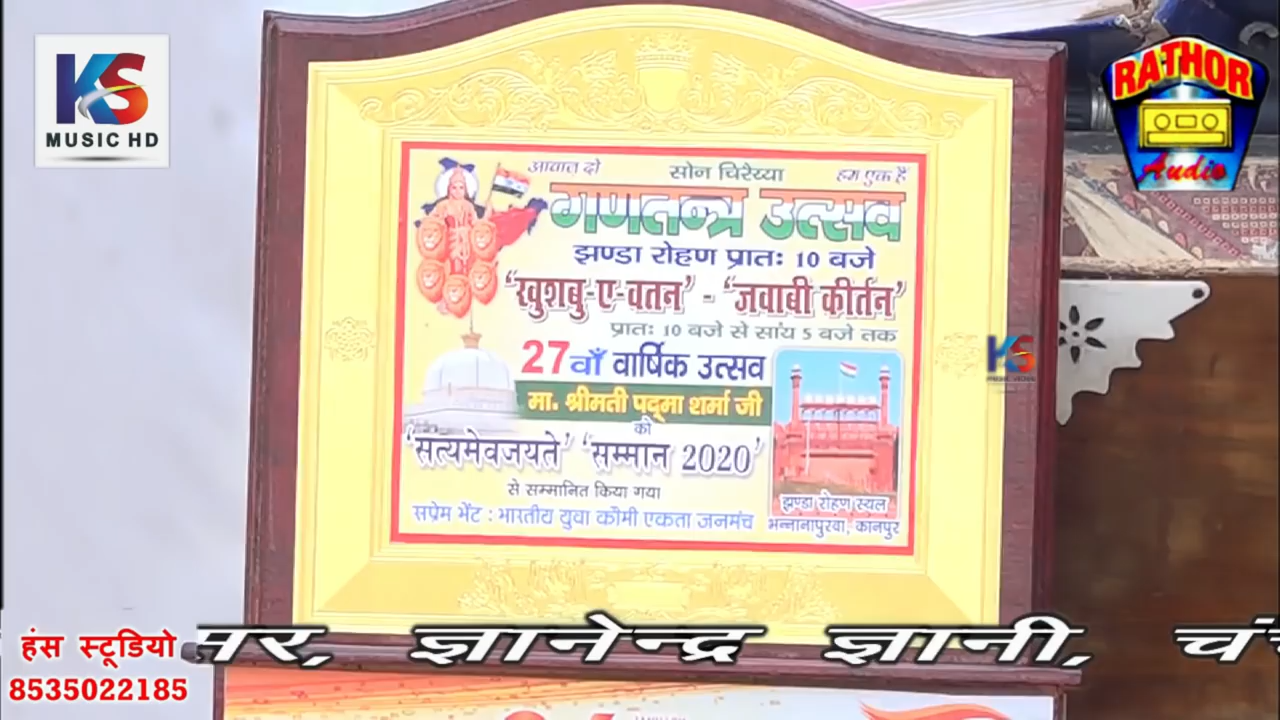 KS
MUSIC HD
RATHOR
Audio
आवाज दो सोन चिरैय्या हम एक हैं
गणतन्त्र उत्सव
झण्डा रोहण प्रातः 10 बजे
'खुशबु-ए-वतन' - 'जवाबी कीर्तन'
प्रातः 10 बजे से सांय 5 बजे तक
27वाँ वार्षिक उत्सव
मा. श्रीमती पद्मा शर्मा जी
को
'सत्यमेवजयते' 'सम्मान 2020'
से सम्मानित किया गया
सप्रेम भेंट : भारतीय युवा कौमी एकता जनमंच
झण्डा रोहण स्थल
भन्नानापुरवा, कानपुर
KS
हंस स्टूडियो
8535022185
ज्ञानेन्द्र ज्ञानी,